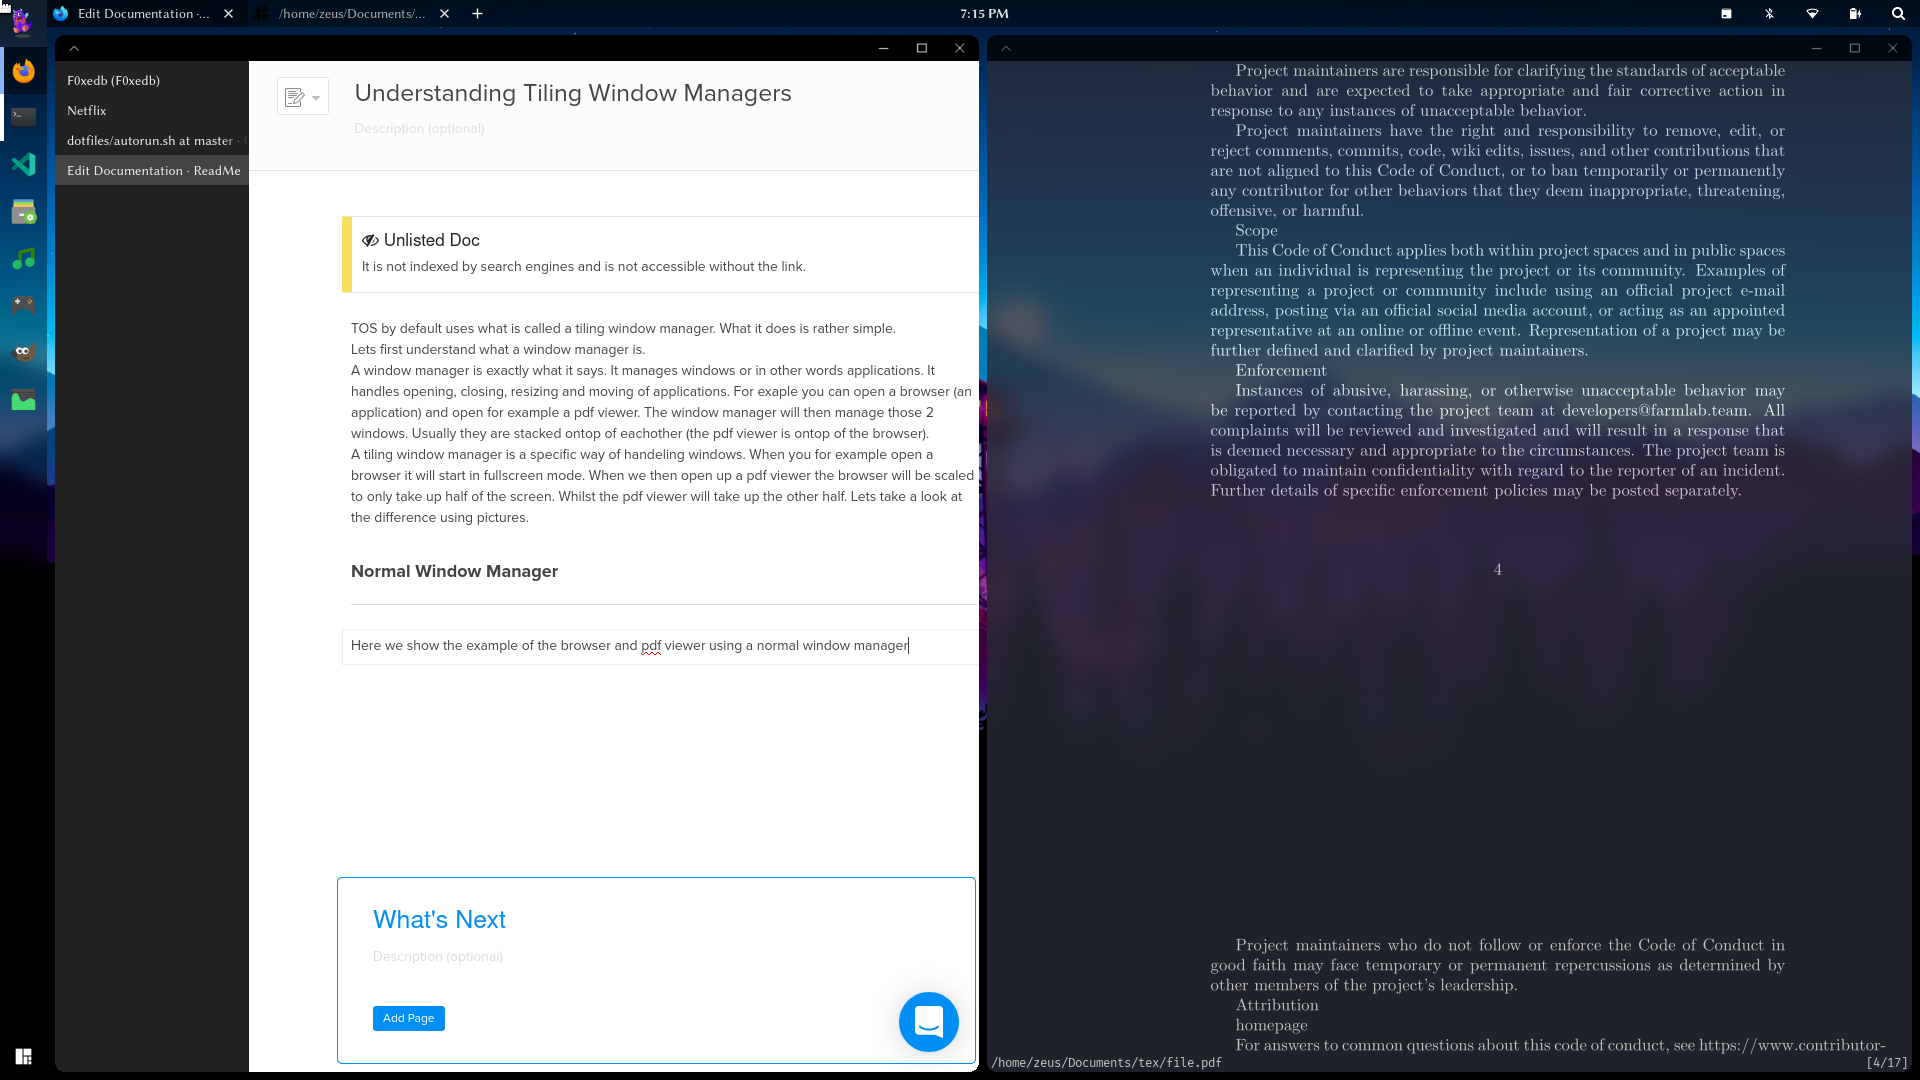 Edit Documentation ·...
/home/zeus/Documents/...
7:15 PM
F0xedb (F0xedb)
Netflix
dotfiles/autorun.sh at master ·
Edit Documentation · ReadMe
Understanding Tiling Window Managers
Description (optional)
Unlisted Doc
It is not indexed by search engines and is not accessible without the link.
TOS by default uses what is called a tiling window manager. What it does is rather simple.
Lets first understand what a window manager is.
A window manager is exactly what it says. It manages windows or in other words applications. It
handles opening, closing, resizing and moving of applications. For exaple you can open a browser (an
application) and open for example a pdf viewer. The window manager will then manage those 2
windows. Usually they are stacked ontop of eachother (the pdf viewer is ontop of the browser).
A tiling window manager is a specific way of handeling windows. When you for example open a
browser it will start in fullscreen mode. When we then open up a pdf viewer the browser will be scaled
to only take up half of the screen. Whilst the pdf viewer will take up the other half. Lets take a look at
the difference using pictures.
Normal Window Manager
Here we show the example of the browser and pdf viewer using a normal window manager
What's Next
Description (optional)
Add Page
Project maintainers are responsible for clarifying the standards of acceptable
behavior and are expected to take appropriate and fair corrective action in
response to any instances of unacceptable behavior.
Project maintainers have the right and responsibility to remove, edit, or
reject comments, commits, code, wiki edits, issues, and other contributions that
are not aligned to this Code of Conduct, or to ban temporarily or permanently
any contributor for other behaviors that they deem inappropriate, threatening,
offensive, or harmful.
Scope
This Code of Conduct applies both within project spaces and in public spaces
when an individual is representing the project or its community. Examples of
representing a project or community include using an official project e-mail
address, posting via an official social media account, or acting as an appointed
representative at an online or offline event. Representation of a project may be
further defined and clarified by project maintainers.
Enforcement
Instances of abusive, harassing, or otherwise unacceptable behavior may
be reported by contacting the project team at developers@farmlab.team. All
complaints will be reviewed and investigated and will result in a response that
is deemed necessary and appropriate to the circumstances. The project team is
obligated to maintain confidentiality with regard to the reporter of an incident.
Further details of specific enforcement policies may be posted separately.
4
Project maintainers who do not follow or enforce the Code of Conduct in
good faith may face temporary or permanent repercussions as determined by
other members of the project's leadership.
Attribution
homepage
For answers to common questions about this code of conduct, see https://www.contributor-
/home/zeus/Documents/tex/file.pdf
[4/17]